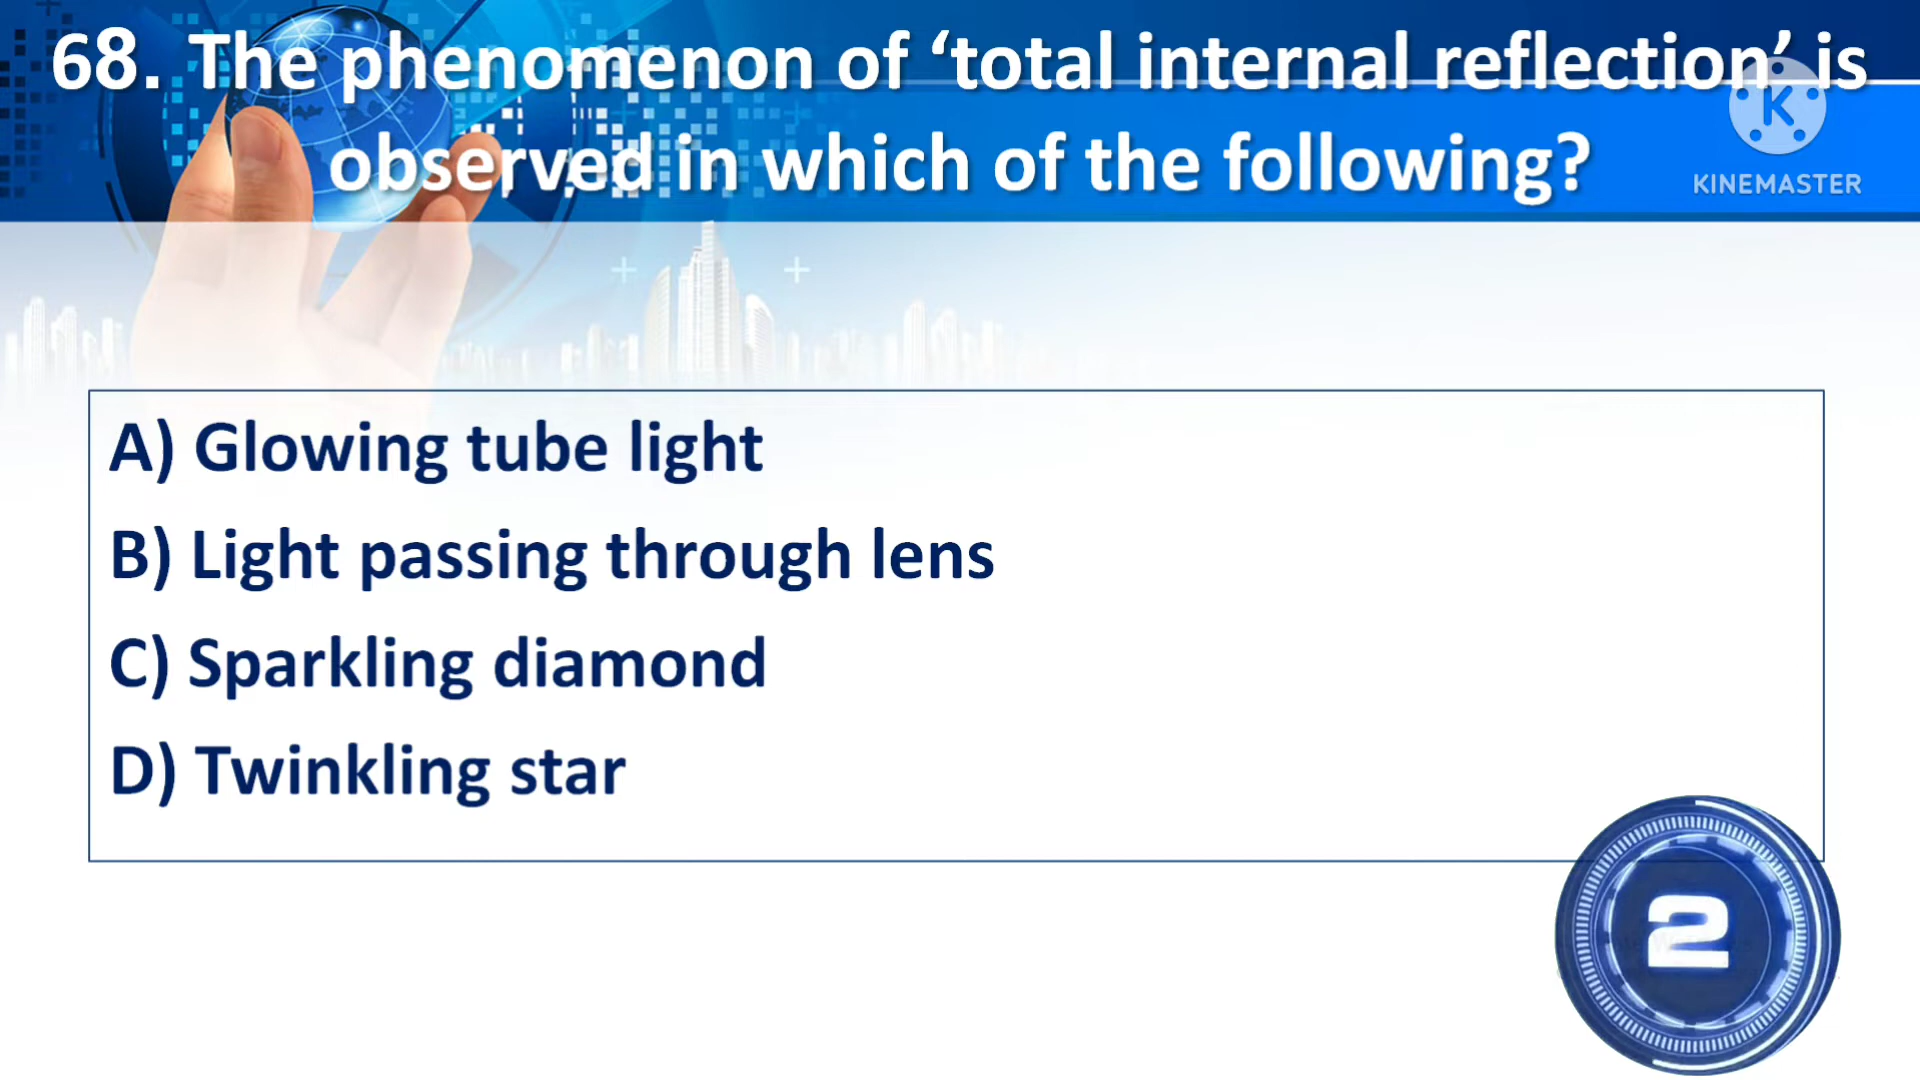 68. The phenomenon of ‘total internal reflection’ is
observed in which of the following?
KINEMASTER
A) Glowing tube light
B) Light passing through lens
C) Sparkling diamond
D) Twinkling star
2